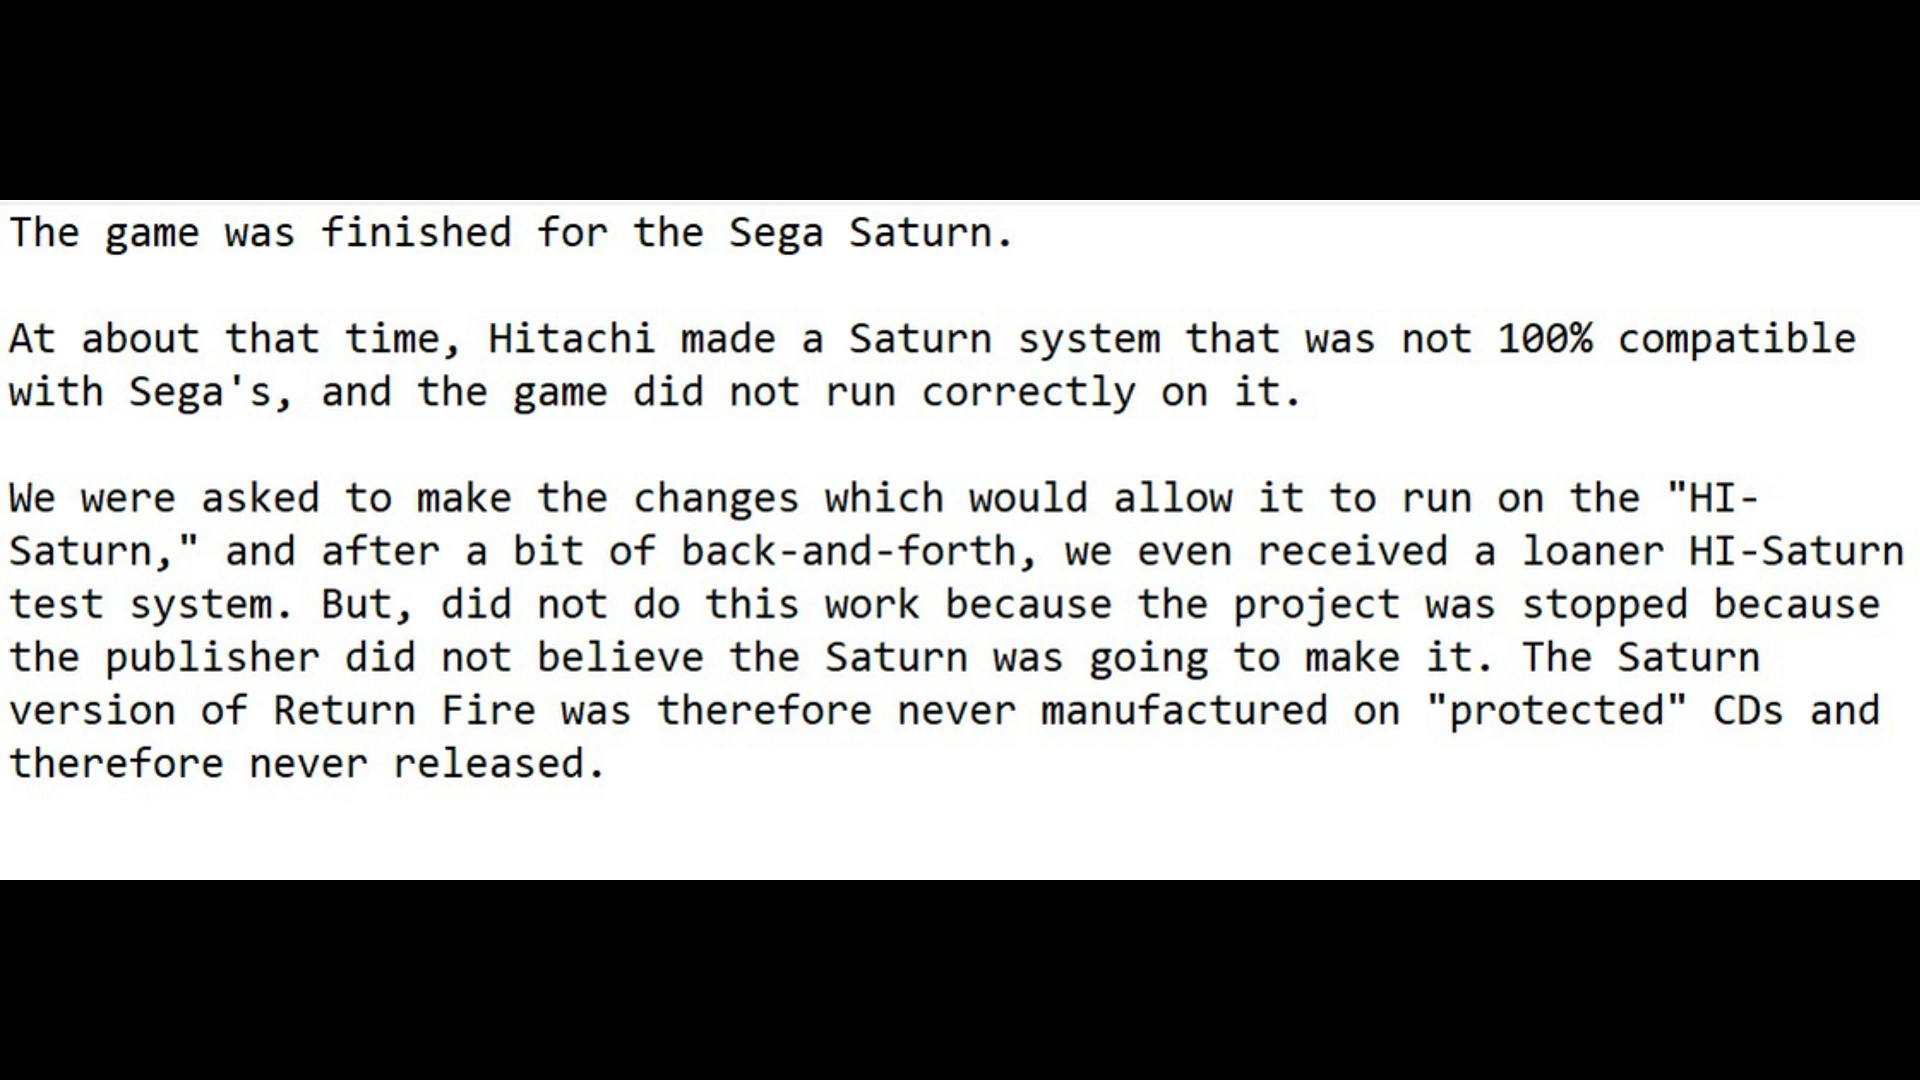 The game was finished for the Sega Saturn.
At about that time, Hitachi made a Saturn system that was not 100% compatible
with Sega's, and the game did not run correctly on it.
We were asked to make the changes which would allow it to run on the "HI-
Saturn," and after a bit of back-and-forth, we even received a loaner HI-Saturn
test system. But, did not do this work because the project was stopped because
the publisher did not believe the Saturn was going to make it. The Saturn
version of Return Fire was therefore never manufactured on "protected" CDs and
therefore never released.